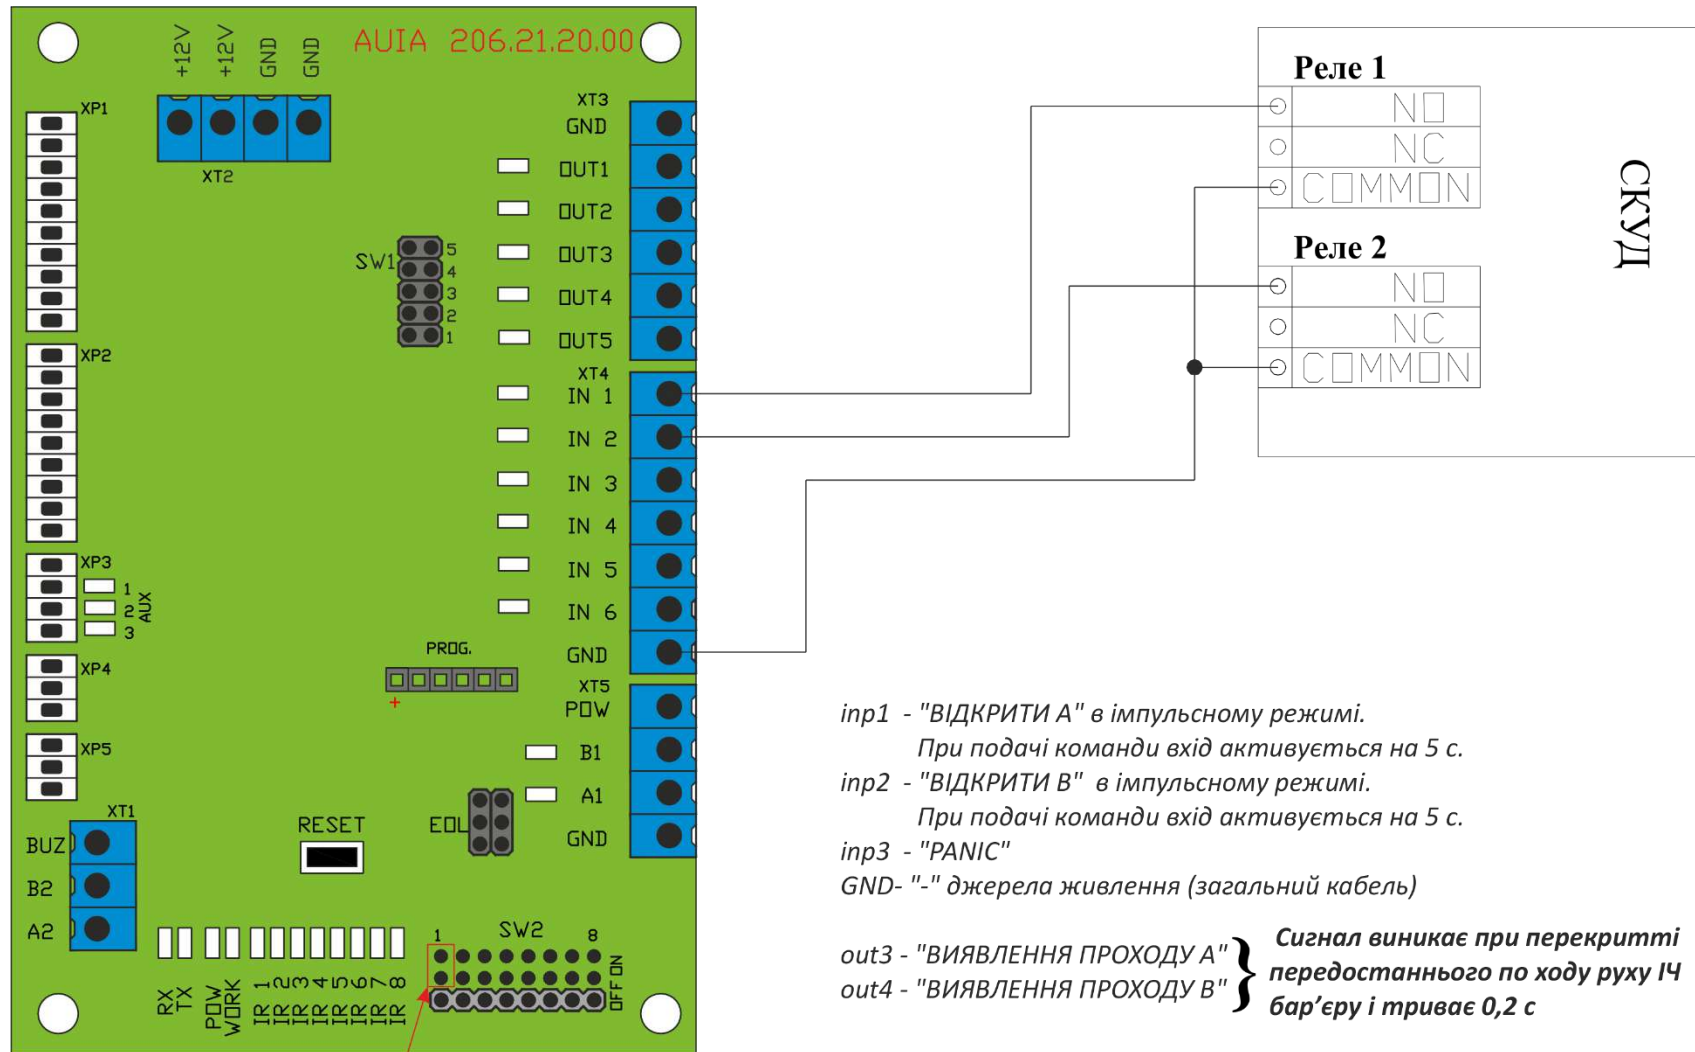 AUIA 206.21.20.00
+12V
+12V
GND
GND
XT2
XP1
XP2
XP3
1
2
3
AUX
XP4
XP5
XT1
BUZ
B2
A2
SW1
5
4
3
2
1
PROG.
+
RESET
EOL
XT3
GND
OUT1
OUT2
OUT3
OUT4
OUT5
XT4
IN 1
IN 2
IN 3
IN 4
IN 5
IN 6
GND
XT5
POW
B1
A1
GND
RX
TX
POW
WORK
IR 1
IR 2
IR 3
IR 4
IR 5
IR 6
IR 7
IR 8
1 SW2 8
ON
OFF
Реле 1
NO
NC
COMMON
Реле 2
NO
NC
COMMON
СКУД
inp1 - "ВІДКРИТИ А" в імпульсному режимі.
При подачі команди вхід активується на 5 с.
inp2 - "ВІДКРИТИ В" в імпульсному режимі.
При подачі команди вхід активується на 5 с.
inp3 - "PANIC"
GND- "-" джерела живлення (загальний кабель)
out3 - "ВИЯВЛЕННЯ ПРОХОДУ А"
out4 - "ВИЯВЛЕННЯ ПРОХОДУ В"
Сигнал виникає при перекритті
передостаннього по ходу руху ІЧ
бар’єру і триває 0,2 с